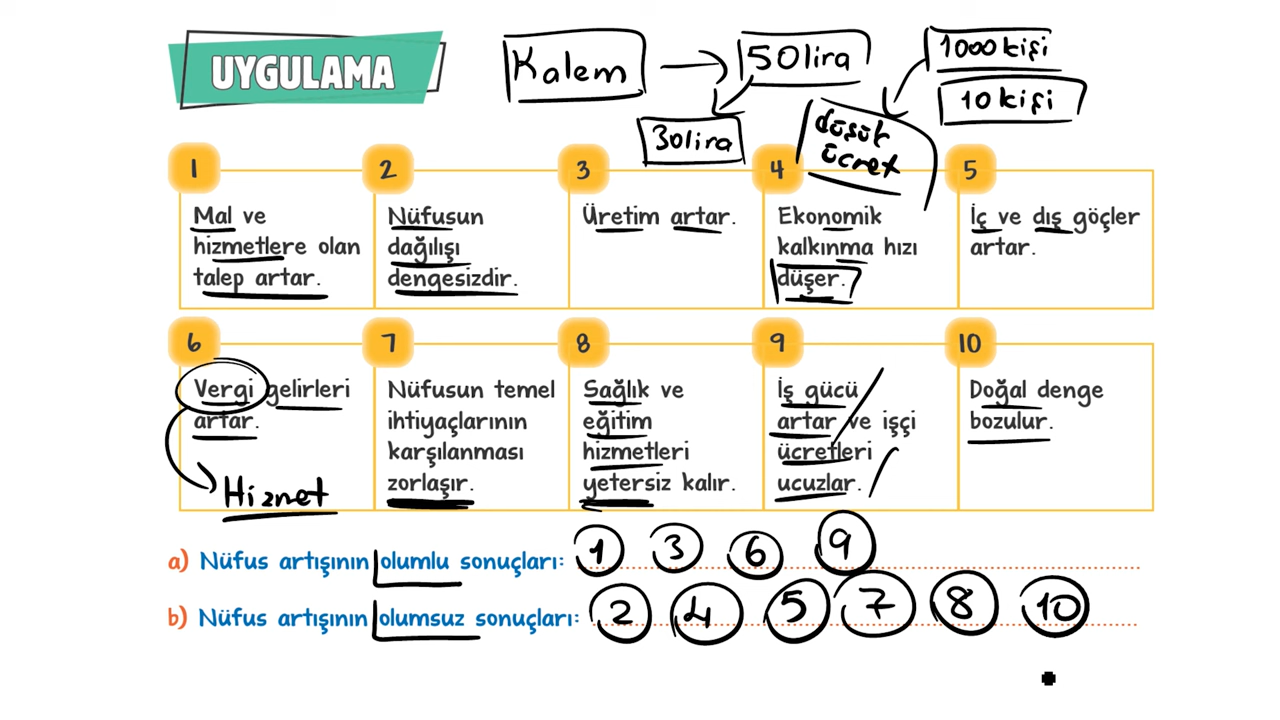 UYGULAMA
Kalem
50lira
1000 kişi
10 kişi
30lira
düşük
ücret
1
2
3
4
5
Mal ve
hizmetlere olan
talep artar.
Nüfusun
dağılışı
dengesizdir.
Üretim artar.
Ekonomik
kalkınma hızı
düşer.
İç ve dış göçler
artar.
6
7
8
9
10
Vergi gelirleri
artar.
Hizmet
Nüfusun temel
ihtiyaçlarının
karşılanması
zorlaşır.
Sağlık ve
eğitim
hizmetleri
yetersiz kalır.
İş gücü
artar ve işçi
ücretleri
ucuzlar.
Doğal denge
bozulur.
a) Nüfus artışının olumlu sonuçları: 1 3 6 9
b) Nüfus artışının olumsuz sonuçları: 2 4 5 7 8 10